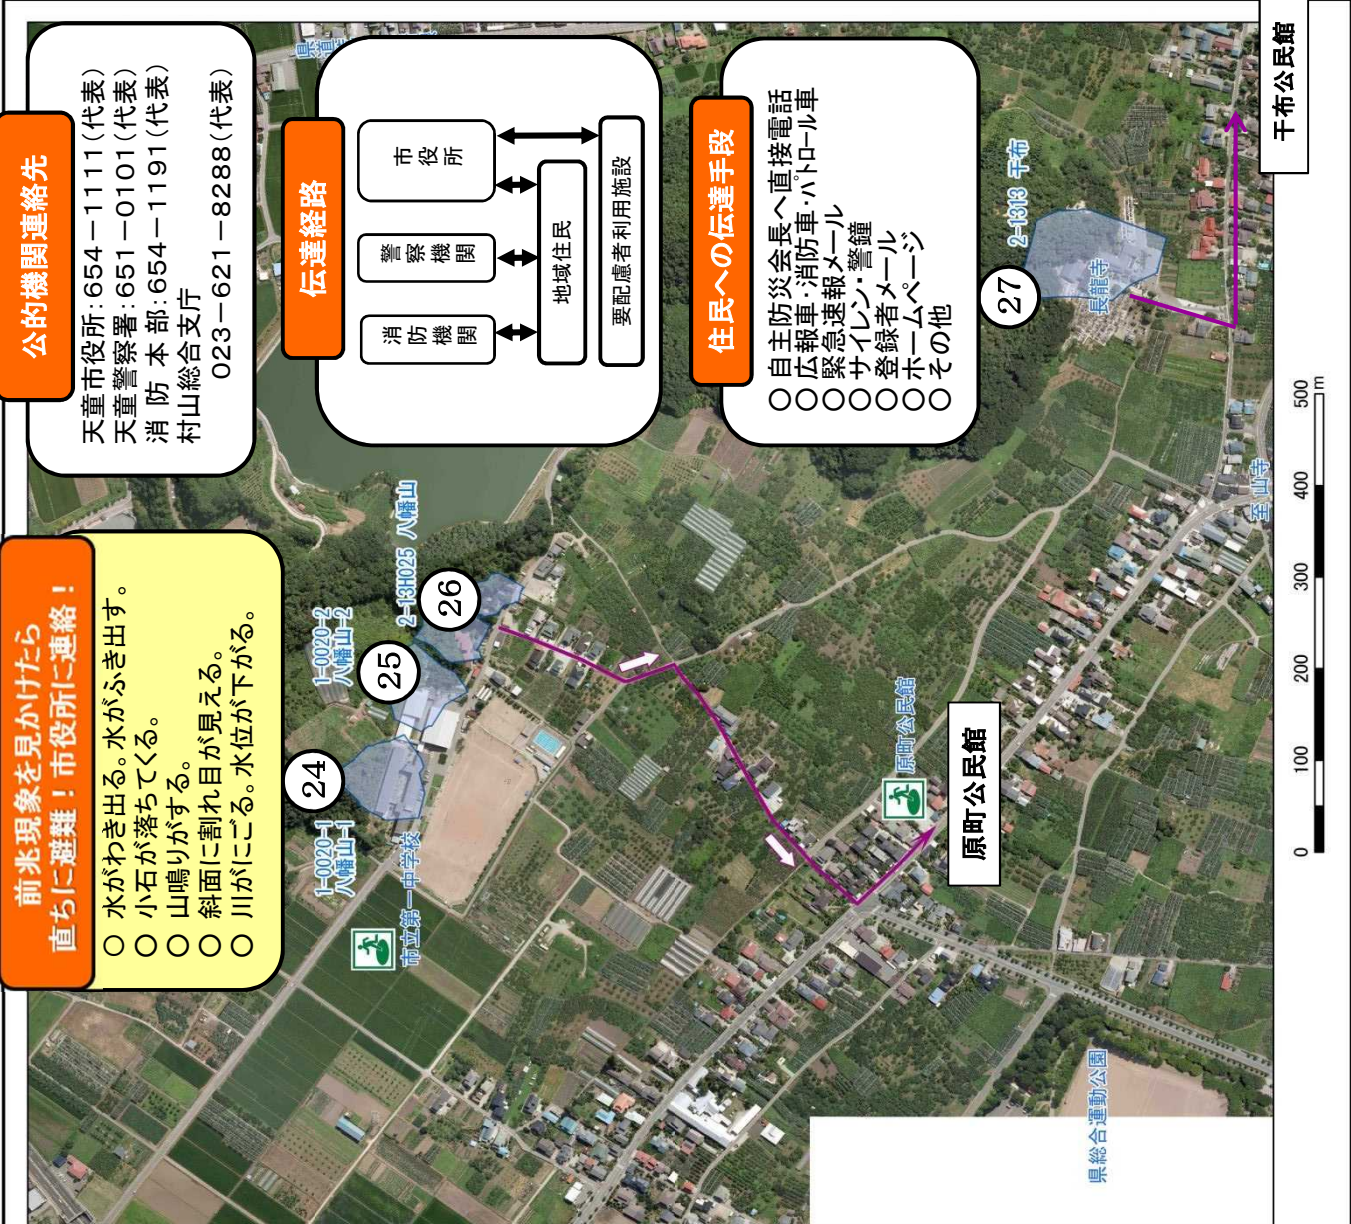 前兆現象を見かけたら
直ちに避難！市役所に連絡！
○ 水がわき出る。水がふき出す。
○ 小石が落ちてくる。
○ 山鳴りがする。
○ 斜面に割れ目が見える。
○ 川がにごる。水位が下がる。
公的機関連絡先
天童市役所：654－1111(代表)
天童警察署：651－0101(代表)
消 防 本 部：654－1191(代表)
村山総合支庁
023－621－8288(代表)
伝達経路
消防機関
警察機関
市役所
地域住民
要配慮者利用施設
住民への伝達手段
○ 自主防災会長へ直接電話
○ 広報車・消防車・パトロール車
○ 緊急速報メール
○ サイレン・警鐘
○ 登録者メール
○ ホームページ
○ その他
県道
24
1-0020-1
八幡山-1
25
1-0020-2
八幡山-2
26
2-13H025 八幡山
27
2-1313 干布
市立第一中学校
長龍寺
原町公民館
原町公民館
干布公民館
至 山寺
県総合運動公園
0 100 200 300 400 500
m